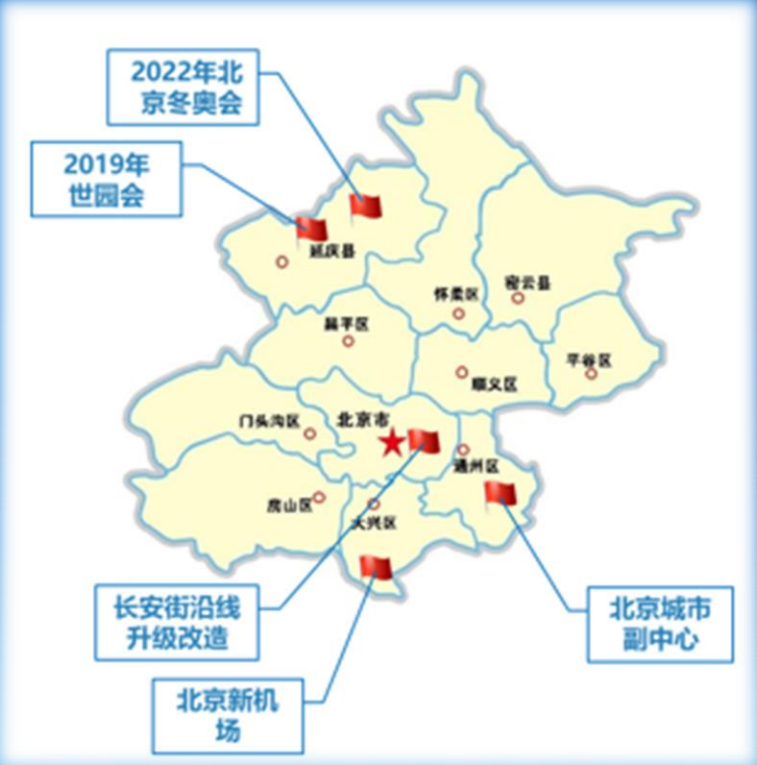 2022年北
京冬奥会
2019年
世园会
延庆县
怀柔区
密云县
昌平区
平谷区
顺义区
门头沟区
北京市
通州区
房山区
大兴区
长安街沿线
升级改造
北京城市
副中心
北京新机
场